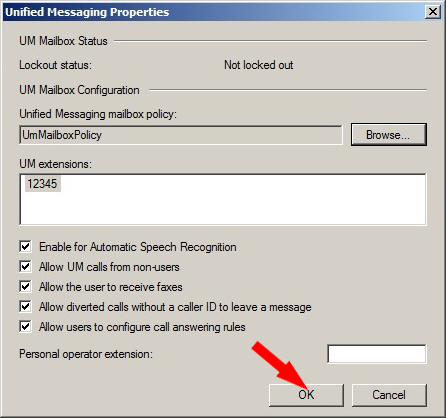 Unified Messaging Properties
UM Mailbox Status
Lockout status: Not locked out
UM Mailbox Configuration
Unified Messaging mailbox policy:
UmMailboxPolicy Browse...
UM extensions:
12345
Enable for Automatic Speech Recognition
Allow UM calls from non-users
Allow the user to receive faxes
Allow diverted calls without a caller ID to leave a message
Allow users to configure call answering rules
Personal operator extension:
OK Cancel